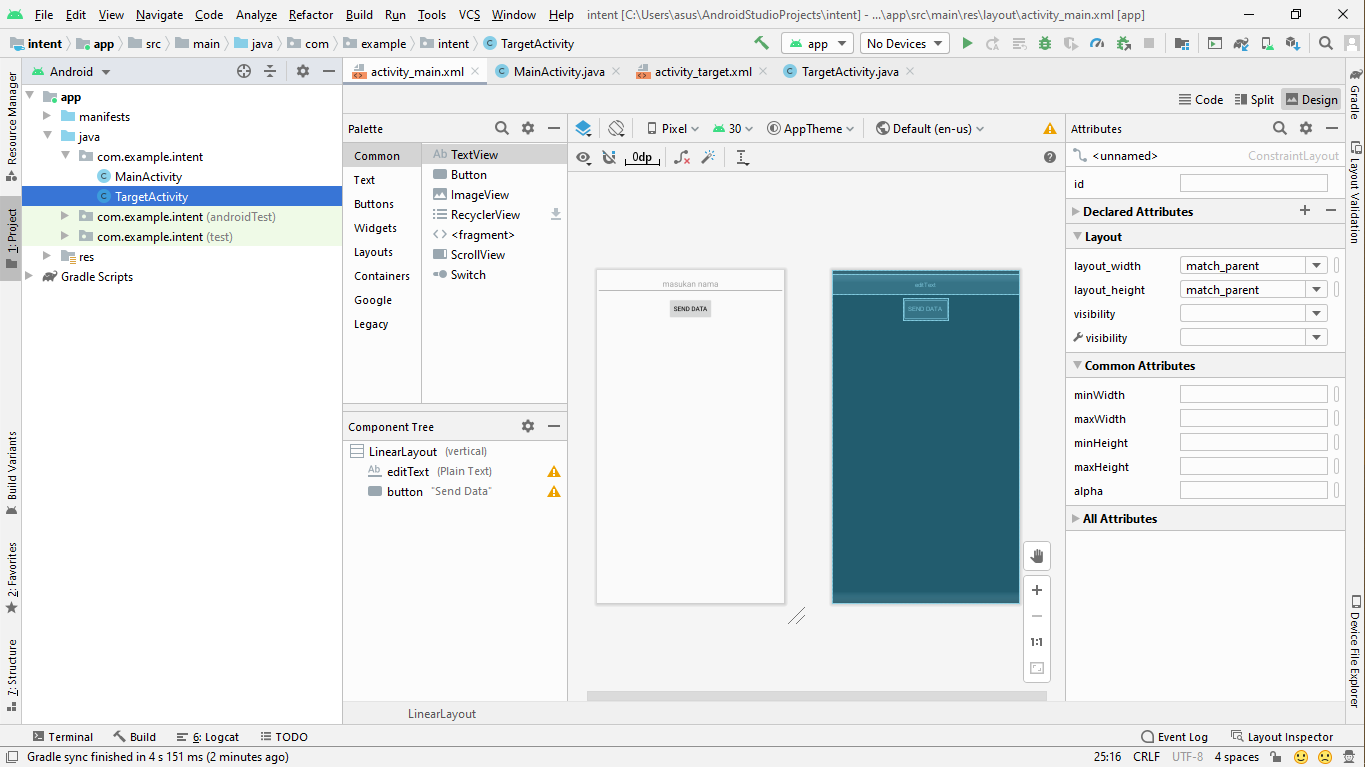 File Edit View Navigate Code Analyze Refactor Build Run Tools VCS Window Help intent [C:\Users\asus\AndroidStudioProjects\intent] - ...\app\src\main\res\layout\activity_main.xml [app]
intent app src main java com example intent TargetActivity app No Devices
Android
activity_main.xml MainActivity.java activity_target.xml TargetActivity.java
Code Split Design
Resource Manager
1: Project
Build Variants
2: Favorites
7: Structure
app
manifests
java
com.example.intent
MainActivity
TargetActivity
com.example.intent (androidTest)
com.example.intent (test)
res
Gradle Scripts
Palette
Common
Text
Buttons
Widgets
Layouts
Containers
Google
Legacy
Ab TextView
Button
ImageView
RecyclerView
<fragment>
ScrollView
Switch
Component Tree
LinearLayout (vertical)
Ab editText (Plain Text)
button "Send Data"
Pixel 30 AppTheme Default (en-us)
0dp
masukan nama
SEND DATA
editText
SEND DATA
1:1
LinearLayout
Attributes
<unnamed> ConstraintLayout
id
Declared Attributes
Layout
layout_width match_parent
layout_height match_parent
visibility
visibility
Common Attributes
minWidth
maxWidth
minHeight
maxHeight
alpha
All Attributes
Gradle
Layout Validation
Device File Explorer
Terminal Build 6: Logcat TODO Event Log Layout Inspector
Gradle sync finished in 4 s 151 ms (2 minutes ago) 25:16 CRLF UTF-8 4 spaces